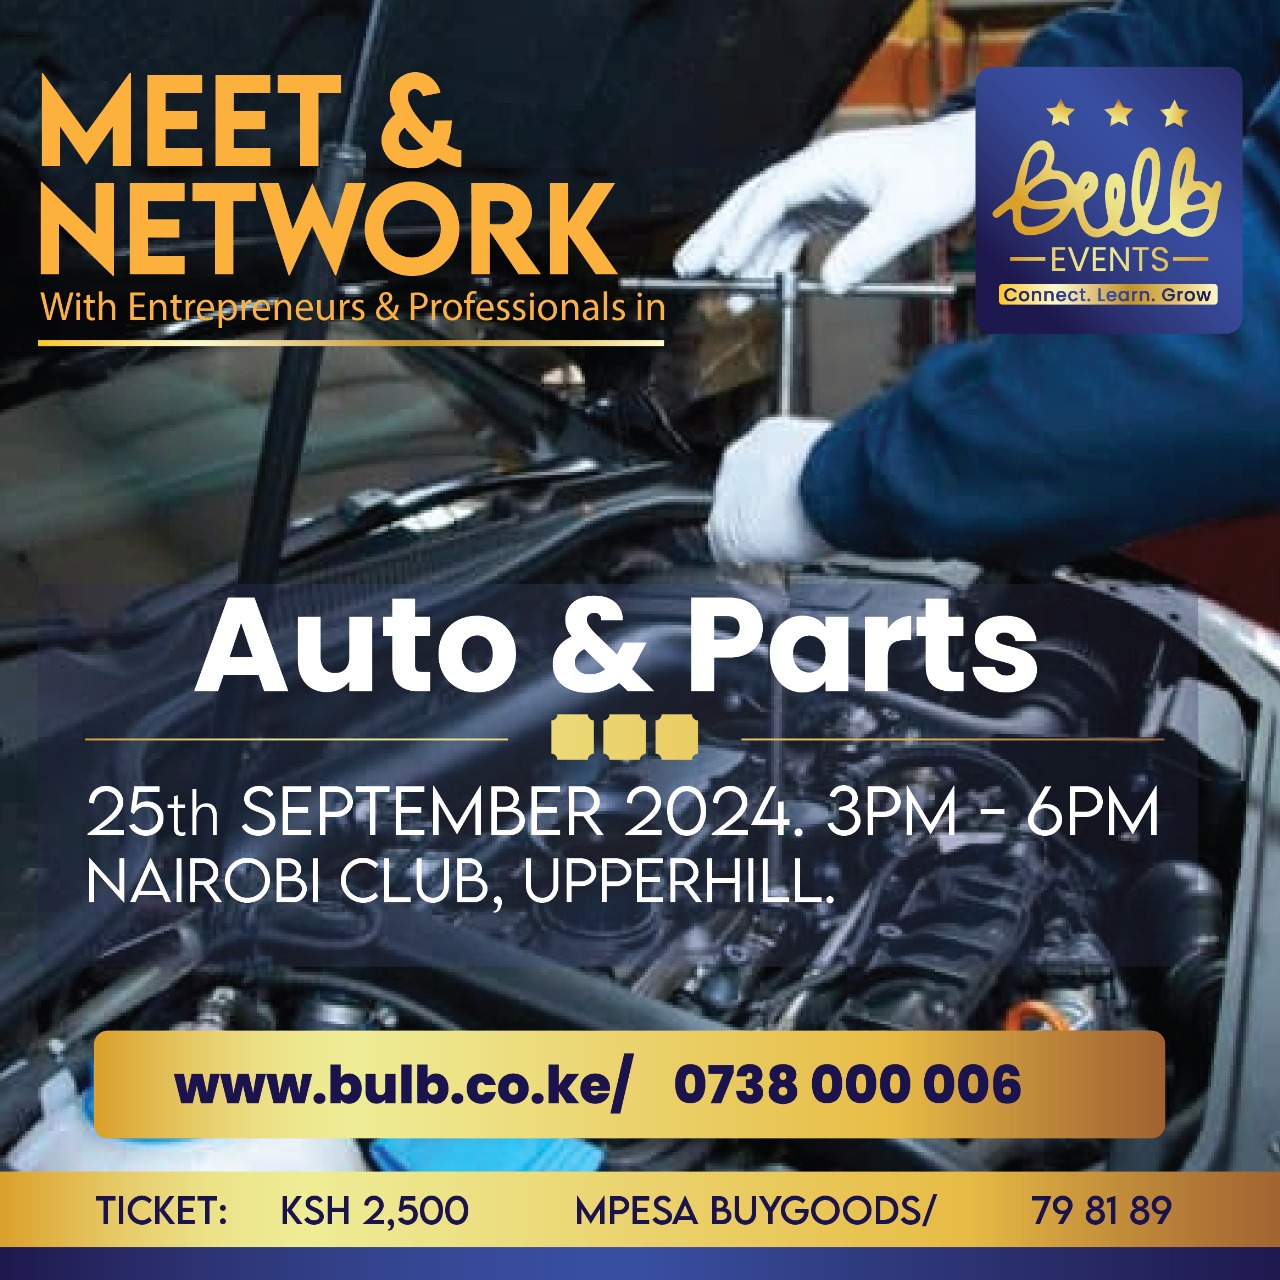 MEET &
NETWORK
With Entrepreneurs & Professionals in
bulb
EVENTS
Connect. Learn. Grow
Auto & Parts
25th SEPTEMBER 2024. 3PM - 6PM
NAIROBI CLUB, UPPERHILL.
www.bulb.co.ke/ 0738 000 006
TICKET: KSH 2,500 MPESA BUYGOODS/ 79 81 89